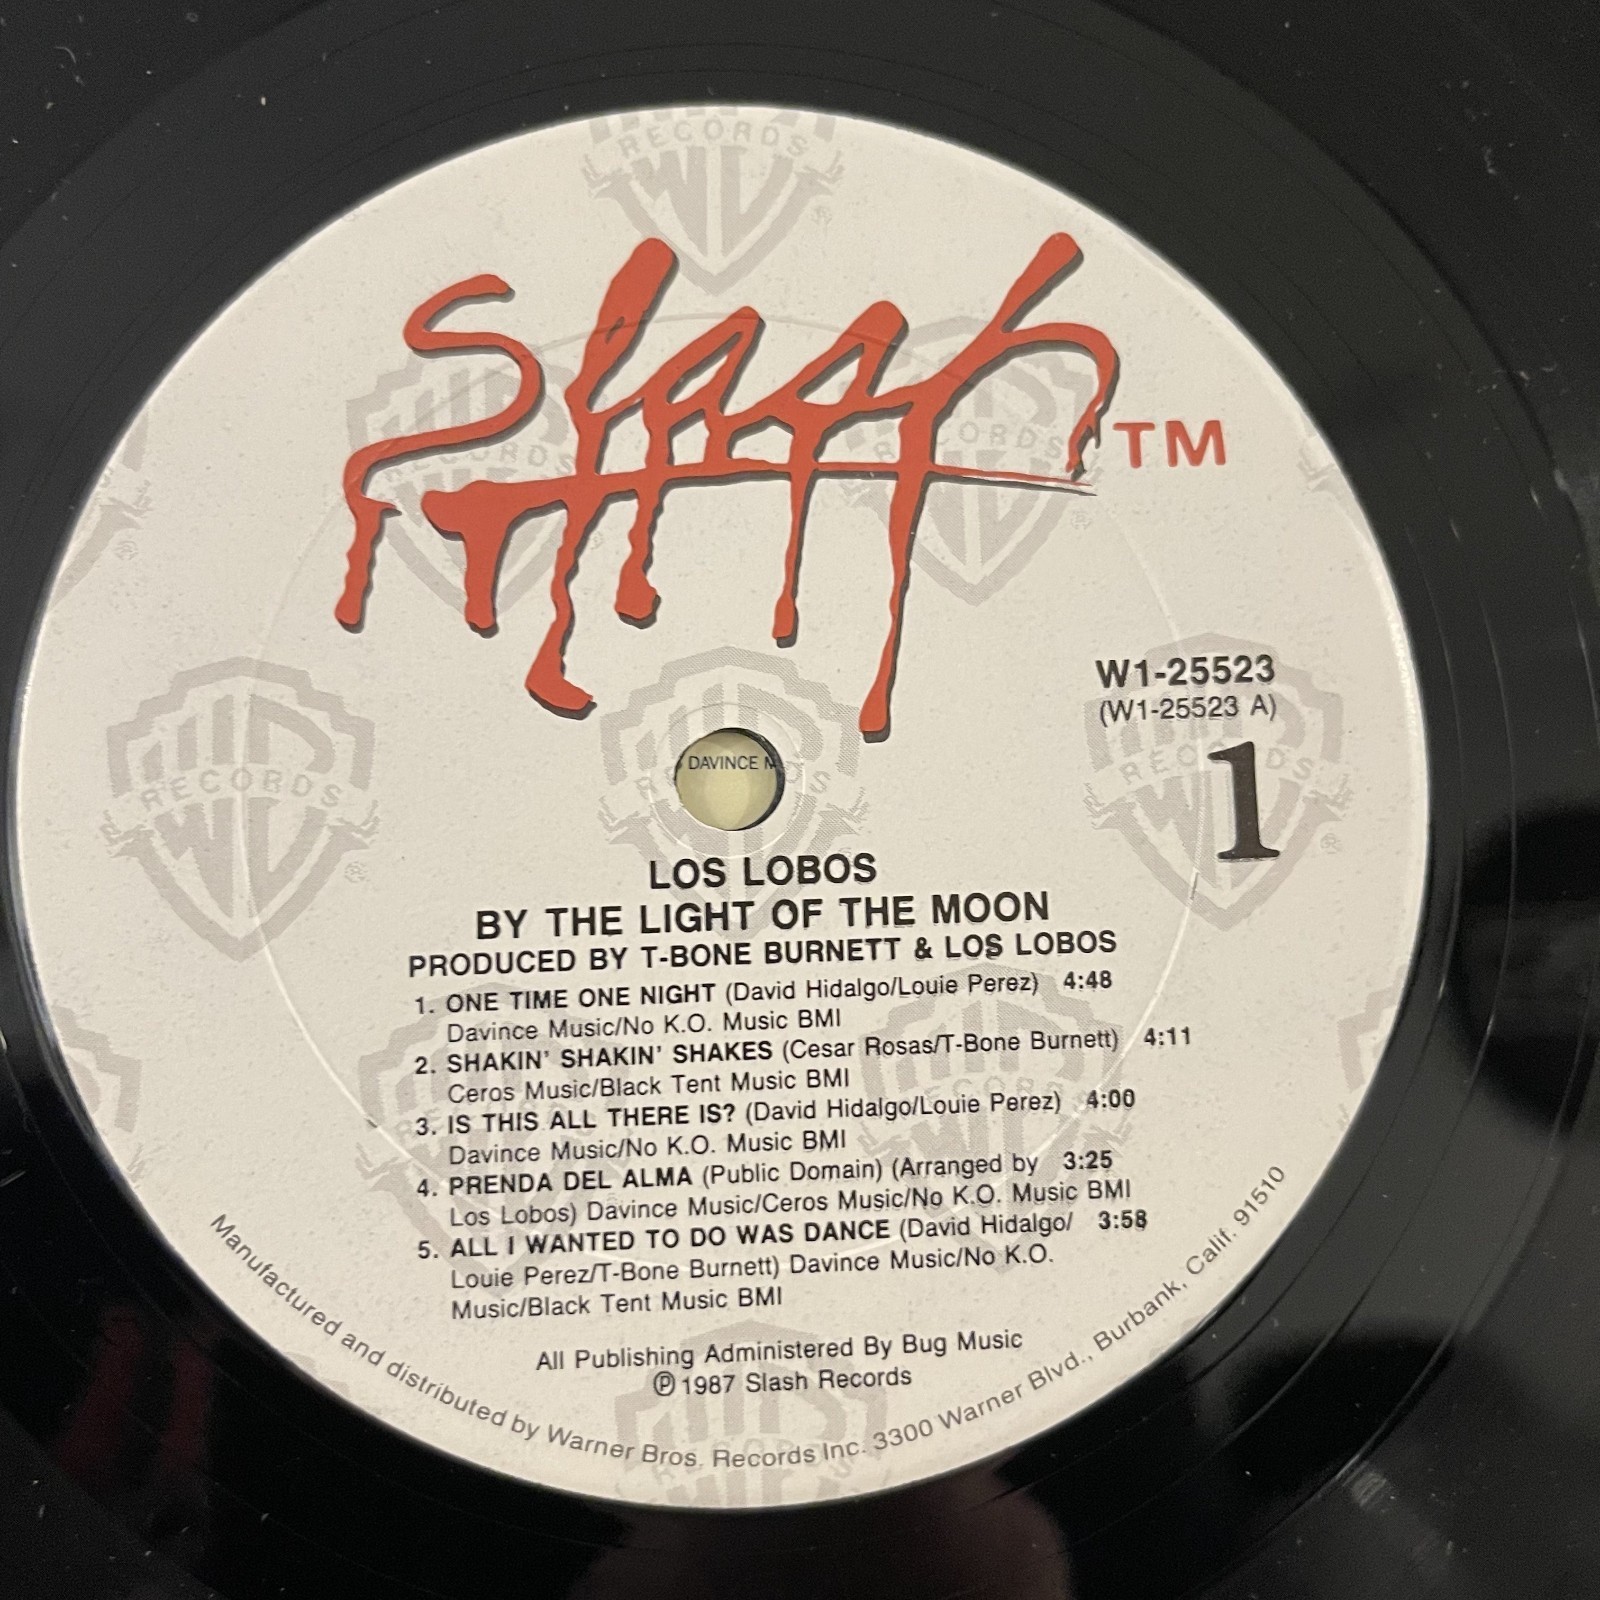 Slash TM
W1-25523
(W1-25523 A)
1
DAVINCE
LOS LOBOS
BY THE LIGHT OF THE MOON
PRODUCED BY T-BONE BURNETT & LOS LOBOS
1. ONE TIME ONE NIGHT (David Hidalgo/Louie Perez) 4:48
Davince Music/No K.O. Music BMI
2. SHAKIN' SHAKIN' SHAKES (Cesar Rosas/T-Bone Burnett) 4:11
Ceros Music/Black Tent Music BMI
3. IS THIS ALL THERE IS? (David Hidalgo/Louie Perez) 4:00
Davince Music/No K.O. Music BMI
4. PRENDA DEL ALMA (Public Domain) (Arranged by 3:25
Los Lobos) Davince Music/Ceros Music/No K.O. Music BMI
5. ALL I WANTED TO DO WAS DANCE (David Hidalgo/ 3:58
Louie Perez/T-Bone Burnett) Davince Music/No K.O.
Music/Black Tent Music BMI
All Publishing Administered By Bug Music
℗ 1987 Slash Records
Manufactured and distributed by Warner Bros. Records Inc. 3300 Warner Blvd., Burbank, Calif. 91510
WB RECORDS ®